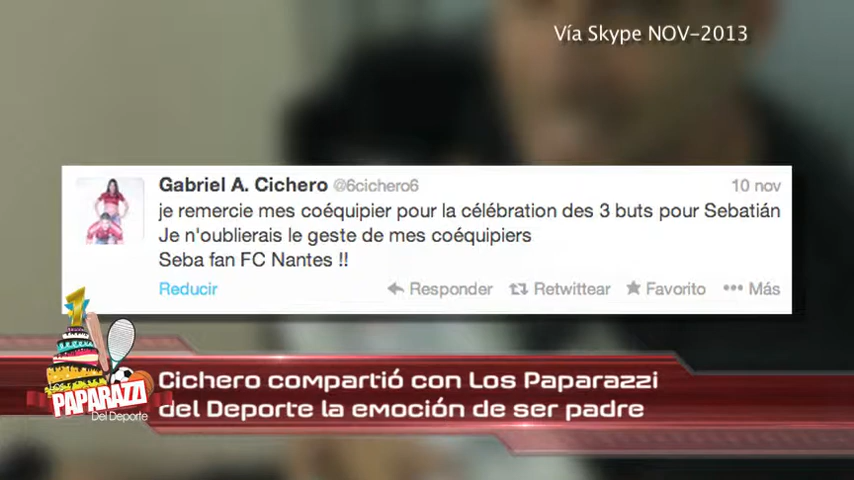 Vía Skype NOV-2013
Gabriel A. Cichero @6cichero6 10 nov
je remercie mes coéquipier pour la célébration des 3 buts pour Sebatián
Je n'oublierais le geste de mes coéquipiers
Seba fan FC Nantes !!
Reducir Responder Retwittear Favorito Más
1
PAPARAZZI
Del Deporte
Cichero compartió con Los Paparazzi
del Deporte la emoción de ser padre